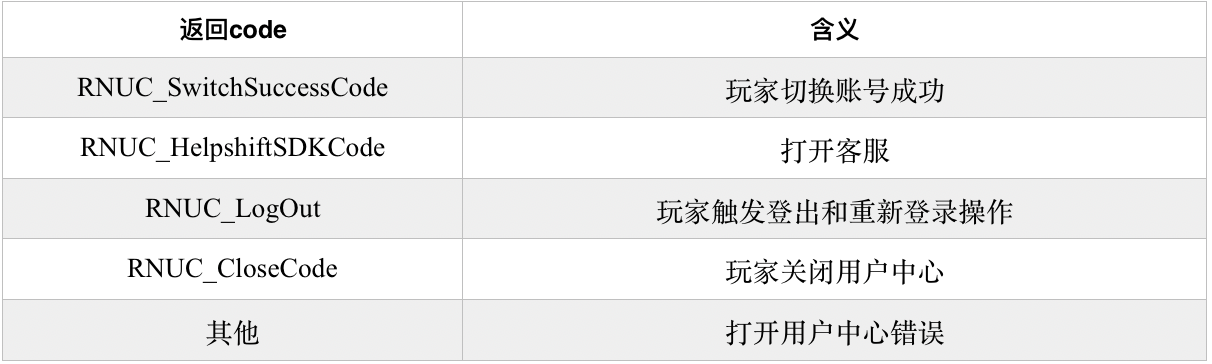 返回code 含义
RNUC_SwitchSuccessCode 玩家切换账号成功
RNUC_HelpshiftSDKCode 打开客服
RNUC_LogOut 玩家触发登出和重新登录操作
RNUC_CloseCode 玩家关闭用户中心
其他 打开用户中心错误